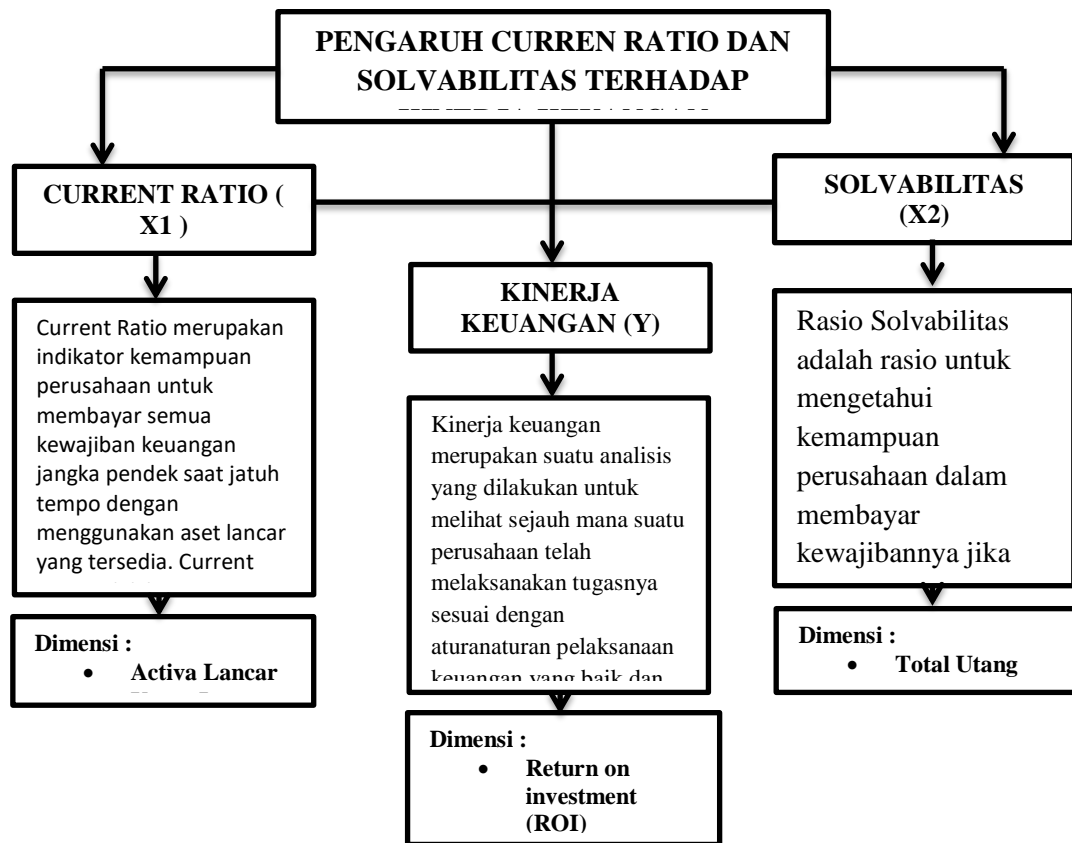 PENGARUH CURREN RATIO DAN
SOLVABILITAS TERHADAP
CURRENT RATIO (
X1 )
SOLVABILITAS
(X2)
KINERJA
KEUANGAN (Y)
Current Ratio merupakan
indikator kemampuan
perusahaan untuk
membayar semua
kewajiban keuangan
jangka pendek saat jatuh
tempo dengan
menggunakan aset lancar
yang tersedia. Current
Kinerja keuangan
merupakan suatu analisis
yang dilakukan untuk
melihat sejauh mana suatu
perusahaan telah
melaksanakan tugasnya
sesuai dengan
aturanaturan pelaksanaan
keuangan yang baik dan
Rasio Solvabilitas
adalah rasio untuk
mengetahui
kemampuan
perusahaan dalam
membayar
kewajibannya jika
Dimensi :
• Activa Lancar
Dimensi :
• Return on
investment
(ROI)
Dimensi :
• Total Utang